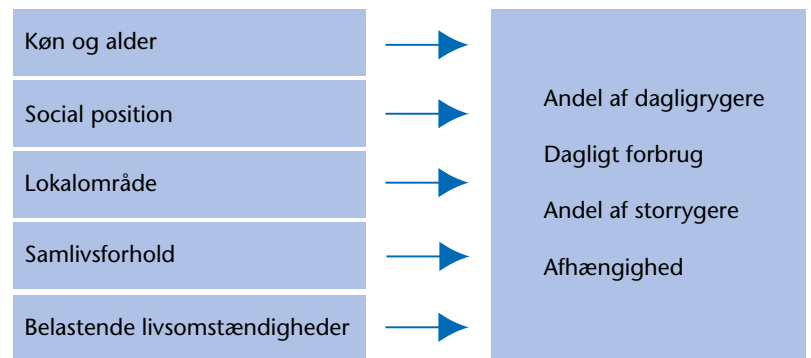 Køn og alder
Social position
Lokalområde
Samlivsforhold
Belastende livsomstændigheder
Andel af dagligrygere
Dagligt forbrug
Andel af storrygere
Afhængighed